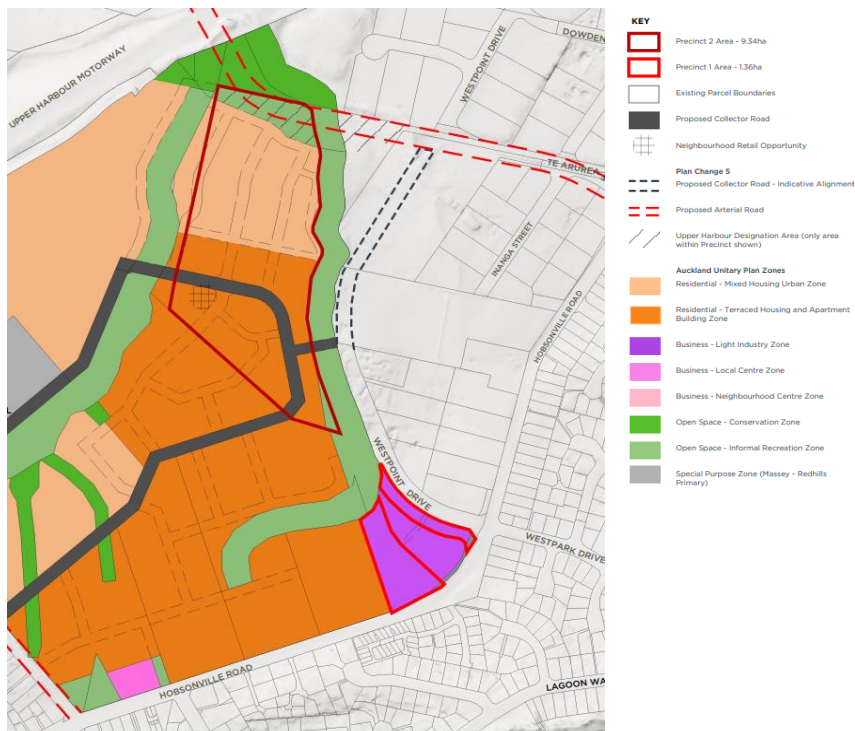 UPPER HARBOUR MOTORWAY
WESTPOINT DRIVE
DOWDEN
TE ARUREA
INANGA STREET
HOBSONVILLE ROAD
WESTPOINT DRIVE
WESTPARK DRIVE
HOBSONVILLE ROAD
LAGOON WA
L
KEY
Precinct 2 Area - 9.34ha
Precinct 1 Area - 1.36ha
Existing Parcel Boundaries
Proposed Collector Road
Neighbourhood Retail Opportunity
Plan Change 5
Proposed Collector Road - Indicative Alignment
Proposed Arterial Road
Upper Harbour Designation Area (only area
within Precinct shown)
Auckland Unitary Plan Zones
Residential - Mixed Housing Urban Zone
Residential - Terraced Housing and Apartment
Building Zone
Business - Light Industry Zone
Business - Local Centre Zone
Business - Neighbourhood Centre Zone
Open Space - Conservation Zone
Open Space - Informal Recreation Zone
Special Purpose Zone (Massey - Redhills
Primary)